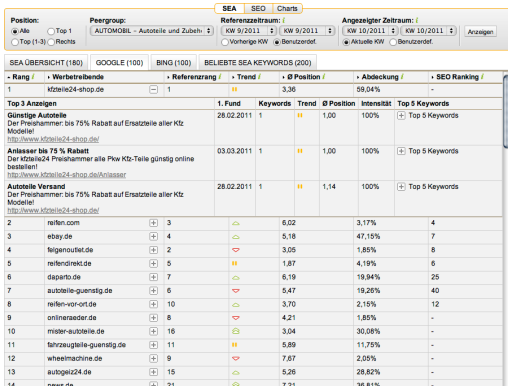 SEA SEO Charts
Position: Peergroup: Referenzzeitraum: i Angezeigter Zeitraum: i
Alle Top 1 AUTOMOBIL – Autoteile und Zubeh KW 9/2011 KW 9/2011 KW 10/2011 KW 10/2011 Anzeigen
Top (1-3) Rechts Vorherige KW Benutzerdef. Aktuelle KW Benutzerdef.
SEA ÜBERSICHT (180) GOOGLE (100) BING (100) BELIEBTE SEA KEYWORDS (200)
Rang i Werbetreibende Referenzrang i Trend i Ø Position i Abdeckung i SEO Ranking i
1 kfzteile24-shop.de 1 3,36 59,04% -
Top 3 Anzeigen 1. Fund Keywords Trend Ø Position Intensität Top 5 Keywords
Günstige Autoteile 28.02.2011 1 1,00 100% Top 5 Keywords
Der Preishammer: bis 75% Rabatt auf Ersatzteile aller Kfz
Modelle!
http://www.kfzteile24-shop.de/
Anlasser bis 75 % Rabatt 03.03.2011 1 1,00 100% Top 5 Keywords
Der kfzteile24 Preishammer alle Pkw Kfz-Teile günstig online
bestellen!
http://www.kfzteile24-shop.de/Anlasser
Autoteile Versand 28.02.2011 1 1,14 100% Top 5 Keywords
Der Preishammer: bis 75% Rabatt auf Ersatzteile aller Kfz
Modelle!
http://www.kfzteile24-shop.de/
2 reifen.com 3 6,02 3,17% 4
3 ebay.de 4 5,18 47,15% 7
4 felgenoutlet.de 2 3,05 1,85% 8
5 reifendirekt.de 5 1,87 4,19% 6
6 daparto.de 7 6,19 19,94% 25
7 autoteile-guenstig.de 6 5,47 19,26% 40
8 reifen-vor-ort.de 10 3,70 2,15% 12
9 onlineraeder.de 8 4,21 1,85% -
10 mister-autoteile.de 16 3,04 30,08% -
11 fahrzeugteile-guenstig.de 11 5,89 11,75% -
12 wheelmachine.de 9 7,67 2,05% -
13 autogeiz24.de 15 5,26 28,82% -
14 news.de 21 7,21 36,81% -